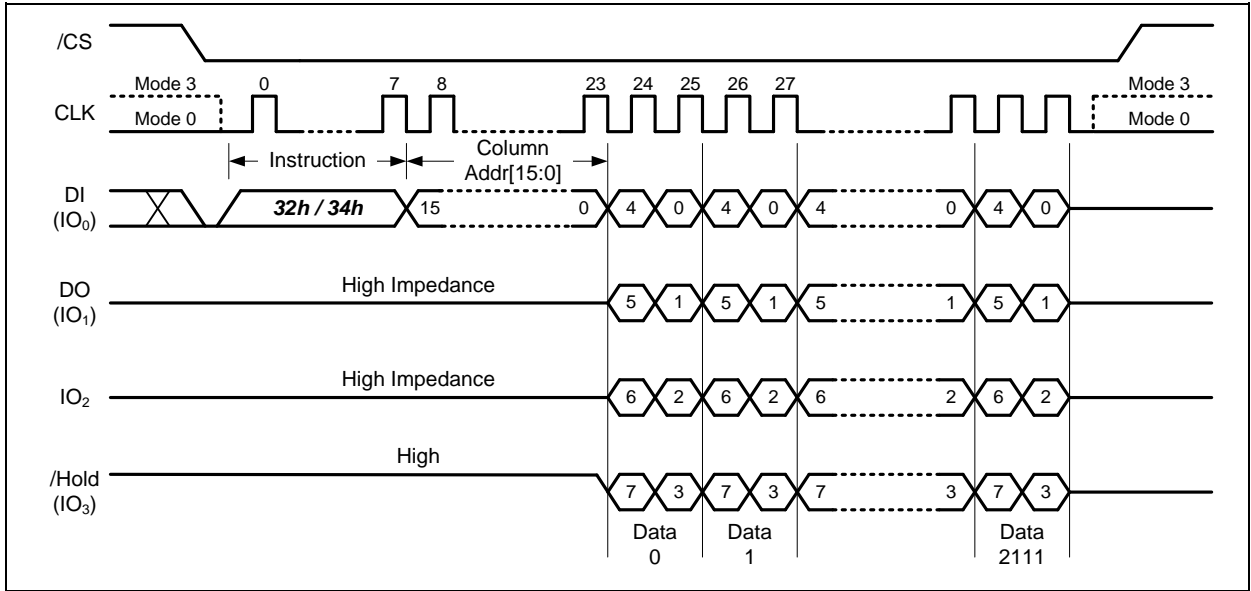 /CS
Mode 3 0 7 8 23 24 25 26 27 Mode 3
CLK
Mode 0 Mode 0
Instruction
Column
Addr[15:0]
DI
(IO0)
32h / 34h 15 0 4 0 4 0 4 0 4 0
DO
(IO1)
High Impedance
5 1 5 1 5 1 5 1
High Impedance
IO2 6 2 6 2 6 2 6 2
High
/Hold
(IO3)
7 3 7 3 7 3 7 3
Data
0
Data
1
Data
2111